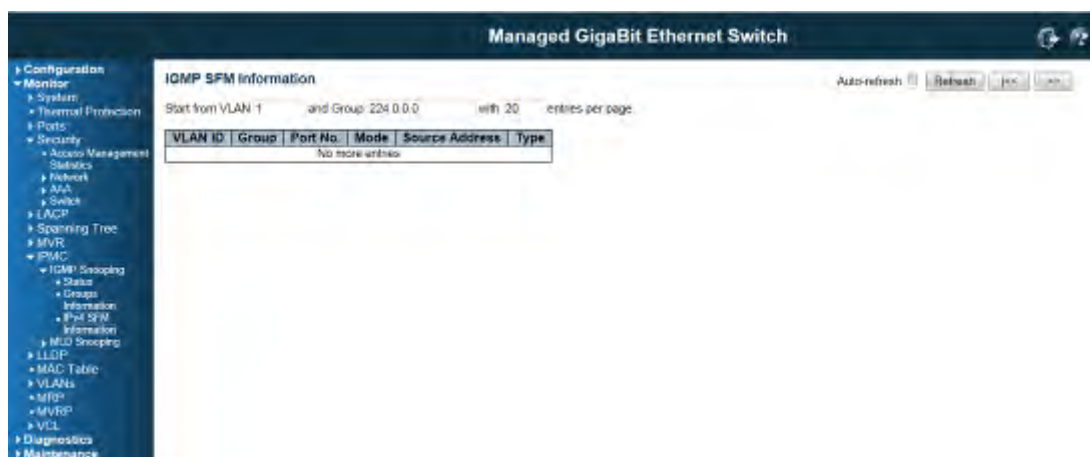 Managed GigaBit Ethernet Switch
Configuration
Monitor
System
Thermal Protection
Ports
Security
Access Management
Statistics
Network
AAA
Switch
LACP
Spanning Tree
MVR
IPMC
IGMP Snooping
Status
Groups
Information
IPv4 SFM
Information
MLD Snooping
LLDP
MAC Table
VLANs
MRP
MVRP
VCL
Diagnostics
Maintenance
IGMP SFM Information
Auto-refresh Refresh |<< >>
Start from VLAN 1 and Group 224.0.0.0 with 20 entries per page.
VLAN ID Group Port No. Mode Source Address Type
No more entries